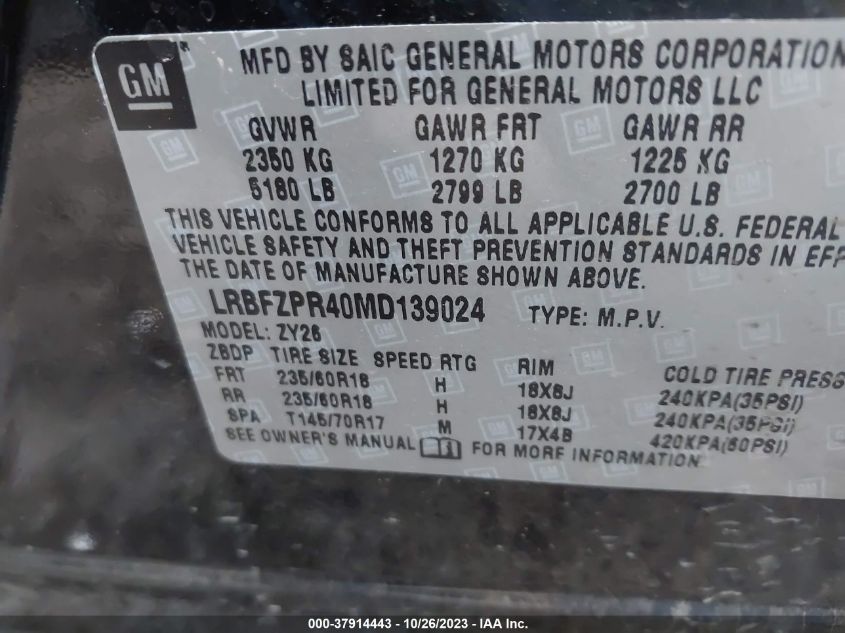 GM
MFD BY SAIC GENERAL MOTORS CORPORATION
LIMITED FOR GENERAL MOTORS LLC
GVWR GAWR FRT GAWR RR
2350 KG 1270 KG 1225 KG
5180 LB 2799 LB 2700 LB
THIS VEHICLE CONFORMS TO ALL APPLICABLE U.S. FEDERAL
VEHICLE SAFETY AND THEFT PREVENTION STANDARDS IN EFF
THE DATE OF MANUFACTURE SHOWN ABOVE.
LRBFZPR40MD139024 TYPE: M.P.V.
MODEL: ZY26
ZBDP TIRE SIZE SPEED RTG RIM COLD TIRE PRESS
FRT 235/60R18 H 18X8J 240KPA(35PSI)
RR 235/60R18 H 18X8J 240KPA(35PSI)
SPA T145/70R17 M 17X4B 420KPA(60PSI)
SEE OWNER'S MANUAL FOR MORE INFORMATION
000-37914443 - 10/26/2023 - IAA Inc.